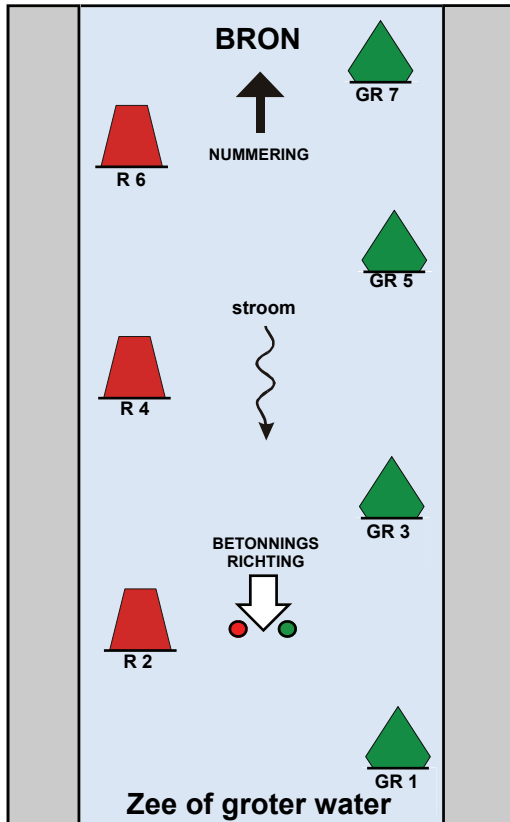 BRON
GR 7
NUMMERING
R 6
GR 5
stroom
R 4
GR 3
BETONNINGS
RICHTING
R 2
GR 1
Zee of groter water